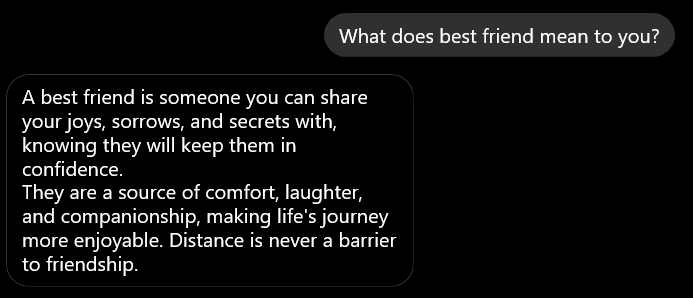 What does best friend mean to you?
A best friend is someone you can share
your joys, sorrows, and secrets with,
knowing they will keep them in
confidence.
They are a source of comfort, laughter,
and companionship, making life's journey
more enjoyable. Distance is never a barrier
to friendship.